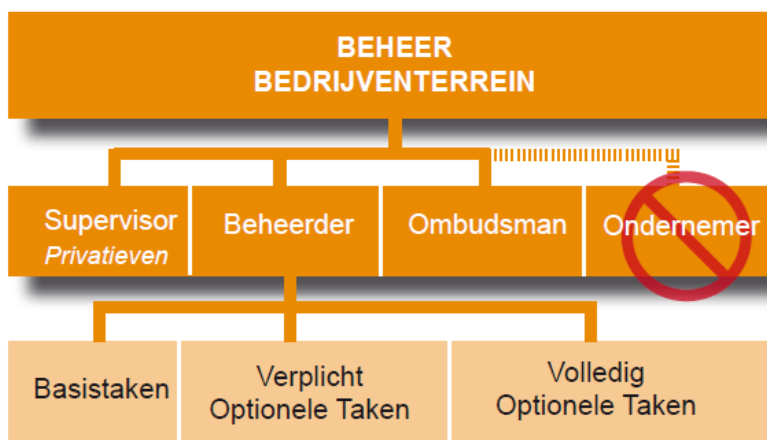 BEHEER
BEDRIJVENTERREIN
Supervisor
Privatieven
Beheerder
Ombudsman
Ondernemer
Basistaken
Verplicht
Optionele Taken
Volledig
Optionele Taken